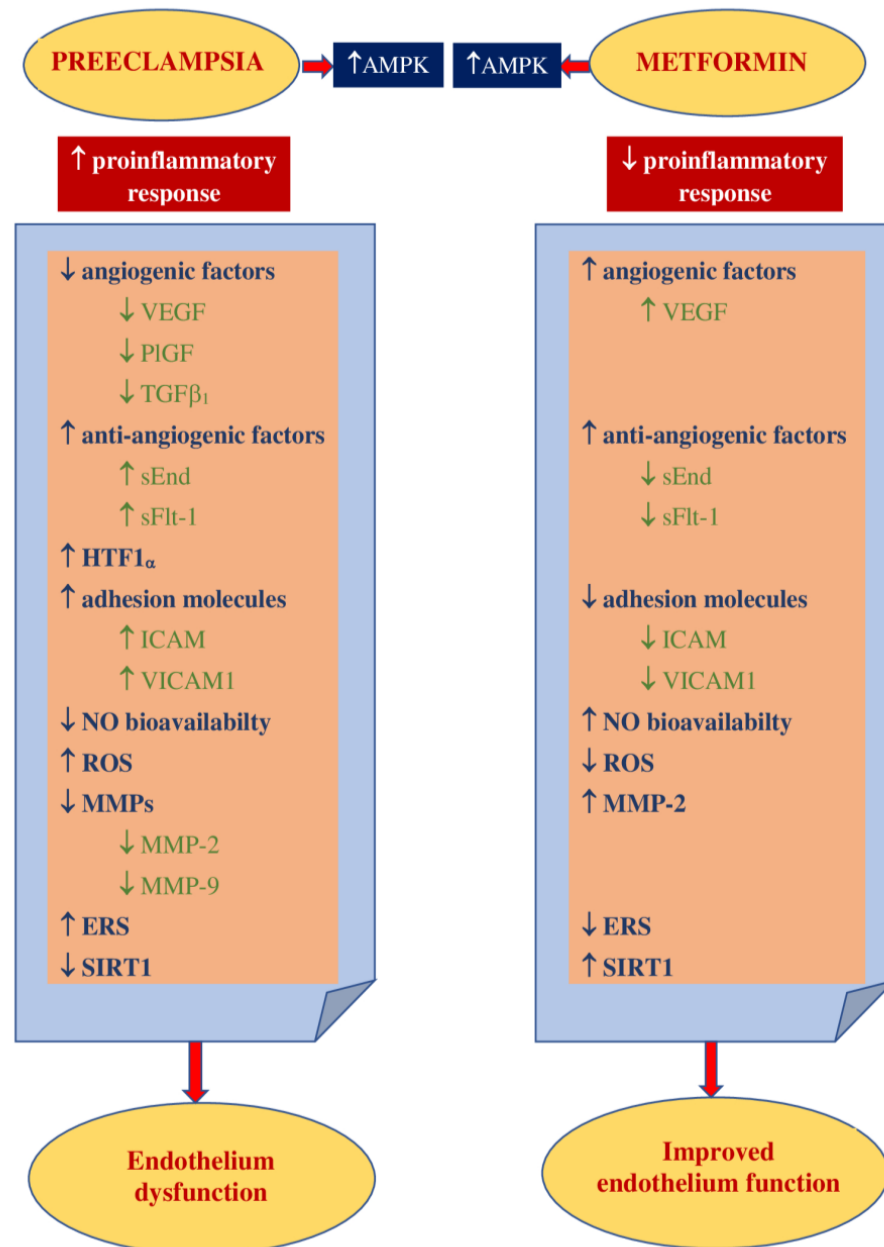 PREECLAMPSIA
↑AMPK
↑AMPK
METFORMIN
↑ proinflammatory
response
↓ angiogenic factors
↓ VEGF
↓ PlGF
↓ TGFβ₁
↑ anti-angiogenic factors
↑ sEnd
↑ sFlt-1
↑ HTF1α
↑ adhesion molecules
↑ ICAM
↑ VICAM1
↓ NO bioavailabilty
↑ ROS
↓ MMPs
↓ MMP-2
↓ MMP-9
↑ ERS
↓ SIRT1
Endothelium
dysfunction
↓ proinflammatory
response
↑ angiogenic factors
↑ VEGF
↑ anti-angiogenic factors
↓ sEnd
↓ sFlt-1
↓ adhesion molecules
↓ ICAM
↓ VICAM1
↑ NO bioavailabilty
↓ ROS
↑ MMP-2
↓ ERS
↑ SIRT1
Improved
endothelium function